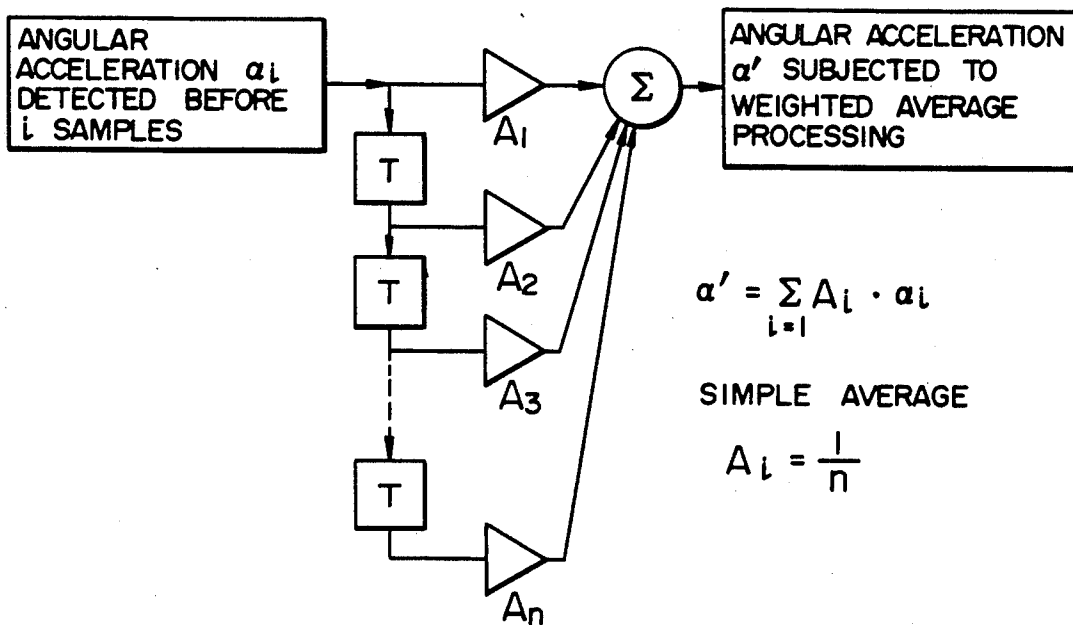 ANGULAR
ACCELERATION αi
DETECTED BEFORE
i SAMPLES
A1
Σ
ANGULAR ACCELERATION
α' SUBJECTED TO
WEIGHTED AVERAGE
PROCESSING
T
A2
T
A3
α' = Σ Ai · αi
i=1
SIMPLE AVERAGE
Ai = 1/n
T
An